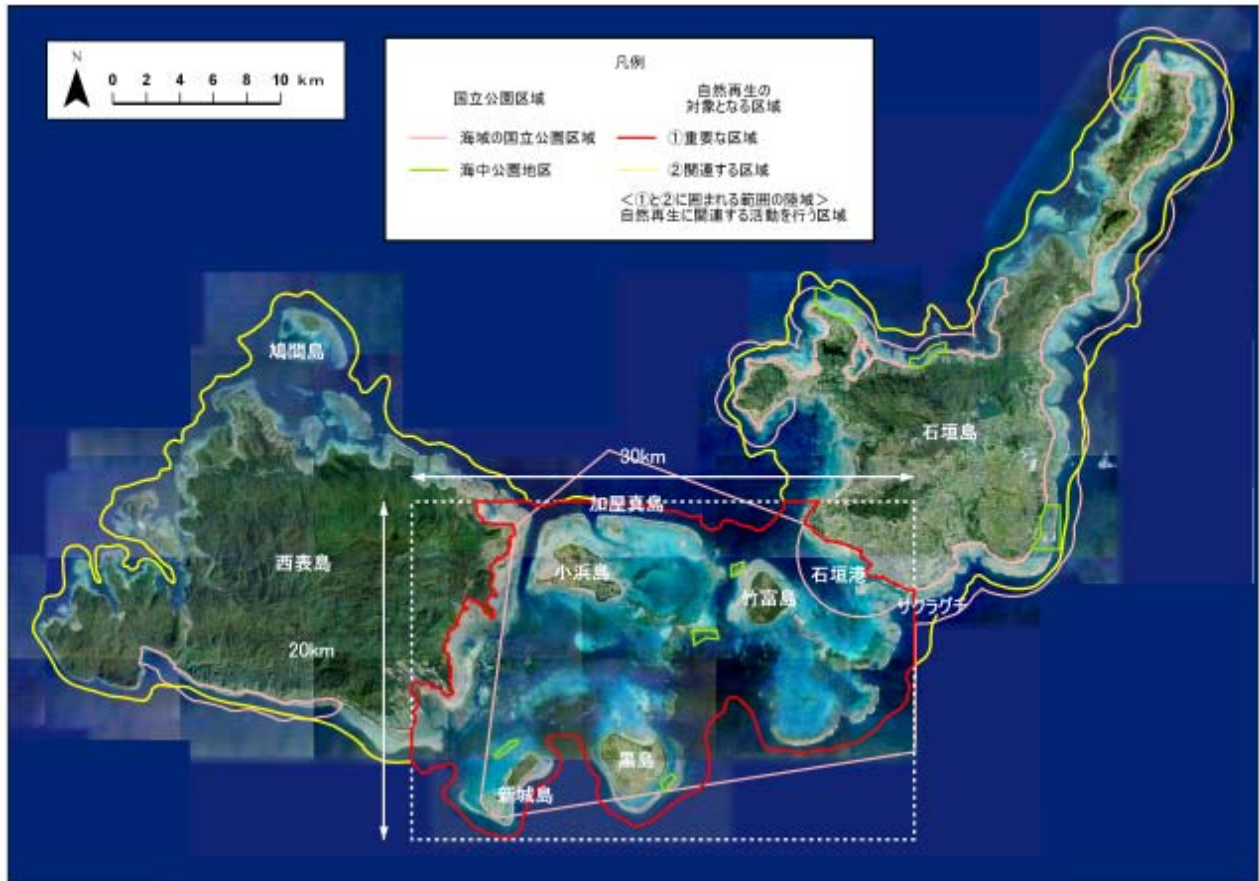 N
0 2 4 6 8 10 km
凡例
国立公園区域
自然再生の
対象となる区域
海域の国立公園区域
①重要な区域
海中公園地区
②関連する区域
＜①と②に囲まれる範囲の陸域＞
自然再生に関連する活動を行う区域
鳩間島
石垣島
30km
加屋真島
西表島
小浜島
石垣港
竹富島
サクラグチ
20km
黒島
新城島